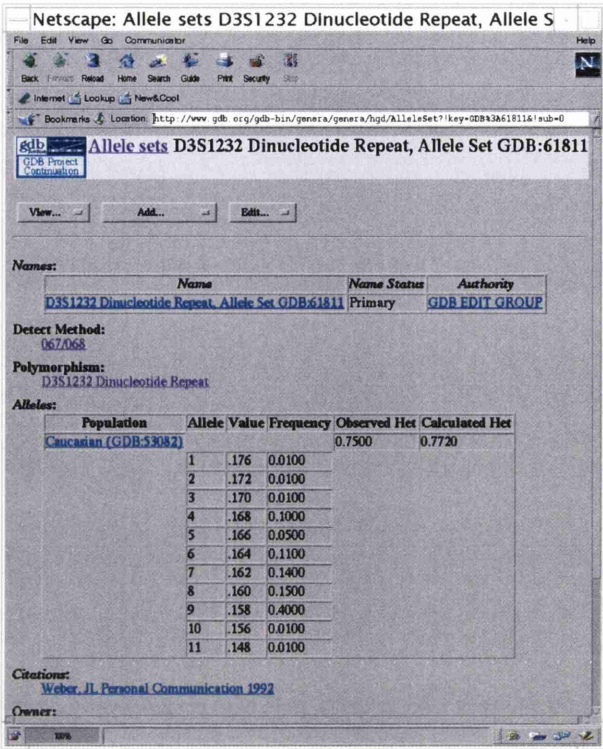 Netscape: Allele sets D3S1232 Dinucleotide Repeat, Allele S
File Edit View Go Communicator Help
Back Forward Reload Home Search Guide Print Security Stop
N
Internet Lookup New&Cool
Bookmarks Location: http://www.gdb.org/gdb-bin/genera/genera/hgd/AlleleSet?!key=GDB%3A61811&!sub=0
gdb Allele sets D3S1232 Dinucleotide Repeat, Allele Set GDB:61811
GDB Project
Continuation
View... Add... Edit...
Names:
Name Name Status Authority
D3S1232 Dinucleotide Repeat, Allele Set GDB:61811 Primary GDB EDIT GROUP
Detect Method:
067/068
Polymorphism:
D3S1232 Dinucleotide Repeat
Alleles:
Population Allele Value Frequency Observed Het Calculated Het
Caucasian (GDB:53082) 0.7500 0.7720
1 .176 0.0100
2 .172 0.0100
3 .170 0.0100
4 .168 0.1000
5 .166 0.0500
6 .164 0.1100
7 .162 0.1400
8 .160 0.1500
9 .158 0.4000
10 .156 0.0100
11 .148 0.0100
Citations:
Weber, JL Personal Communication 1992
Owner:
100%